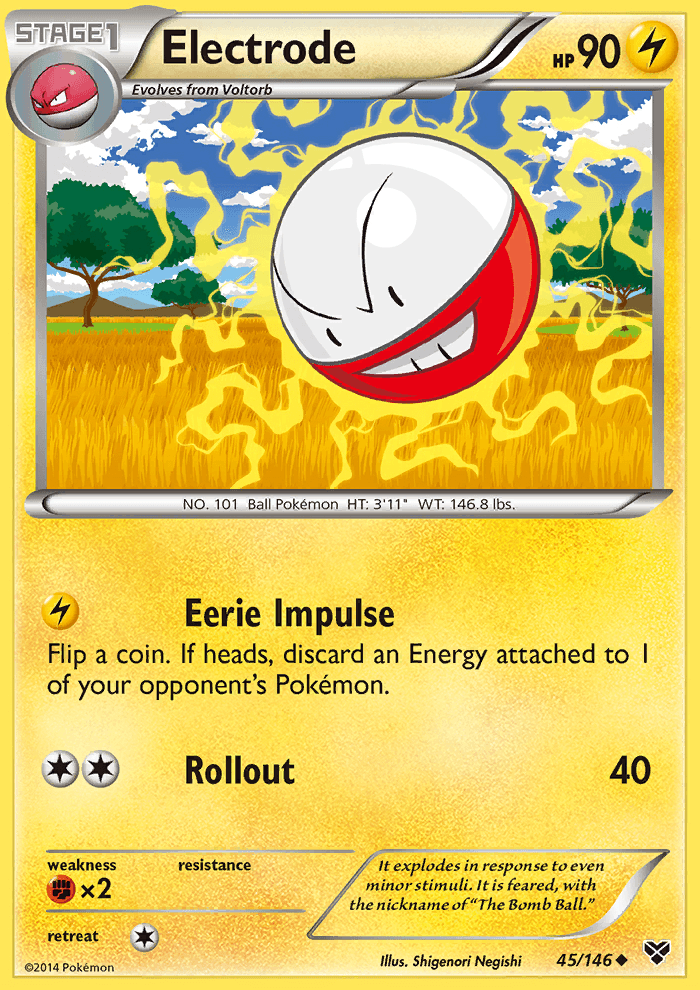 STAGE1
Electrode
HP90
Evolves from Voltorb
NO. 101 Ball Pokémon HT: 3'11" WT: 146.8 lbs.
Eerie Impulse
Flip a coin. If heads, discard an Energy attached to 1
of your opponent's Pokémon.
Rollout 40
weakness resistance
×2
It explodes in response to even
minor stimuli. It is feared, with
the nickname of "The Bomb Ball."
retreat
©2014 Pokémon
Illus. Shigenori Negishi 45/146